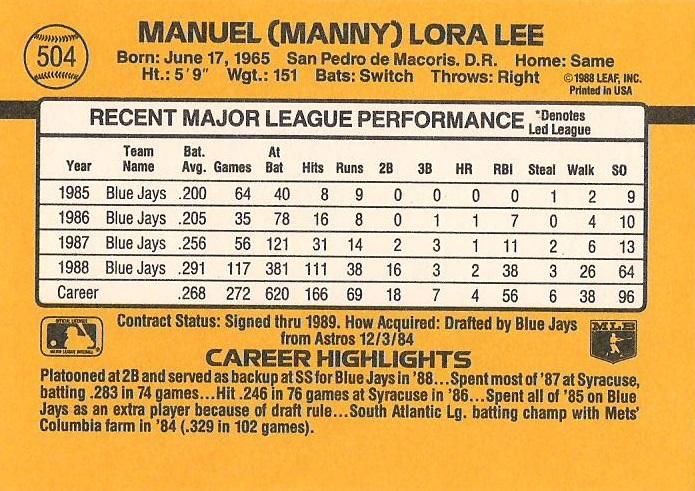 504
MANUEL (MANNY) LORA LEE
Born: June 17, 1965 San Pedro de Macoris. D.R. Home: Same
Ht.: 5'9" Wgt.: 151 Bats: Switch Throws: Right ©1988 LEAF, INC.
Printed in USA
RECENT MAJOR LEAGUE PERFORMANCE *Denotes
Led League
Year Team Name Bat. Avg. Games At Bat Hits Runs 2B 3B HR RBI Steal Walk SO
1985 Blue Jays .200 64 40 8 9 0 0 0 0 1 2 9
1986 Blue Jays .205 35 78 16 8 0 1 1 7 0 4 10
1987 Blue Jays .256 56 121 31 14 2 3 1 11 2 6 13
1988 Blue Jays .291 117 381 111 38 16 3 2 38 3 26 64
Career .268 272 620 166 69 18 7 4 56 6 38 96
Contract Status: Signed thru 1989. How Acquired: Drafted by Blue Jays
from Astros 12/3/84
MLB
CAREER HIGHLIGHTS
Platooned at 2B and served as backup at SS for Blue Jays in '88...Spent most of '87 at Syracuse,
batting .283 in 74 games...Hit .246 in 76 games at Syracuse in '86...Spent all of '85 on Blue
Jays as an extra player because of draft rule...South Atlantic Lg. batting champ with Mets'
Columbia farm in '84 (.329 in 102 games).